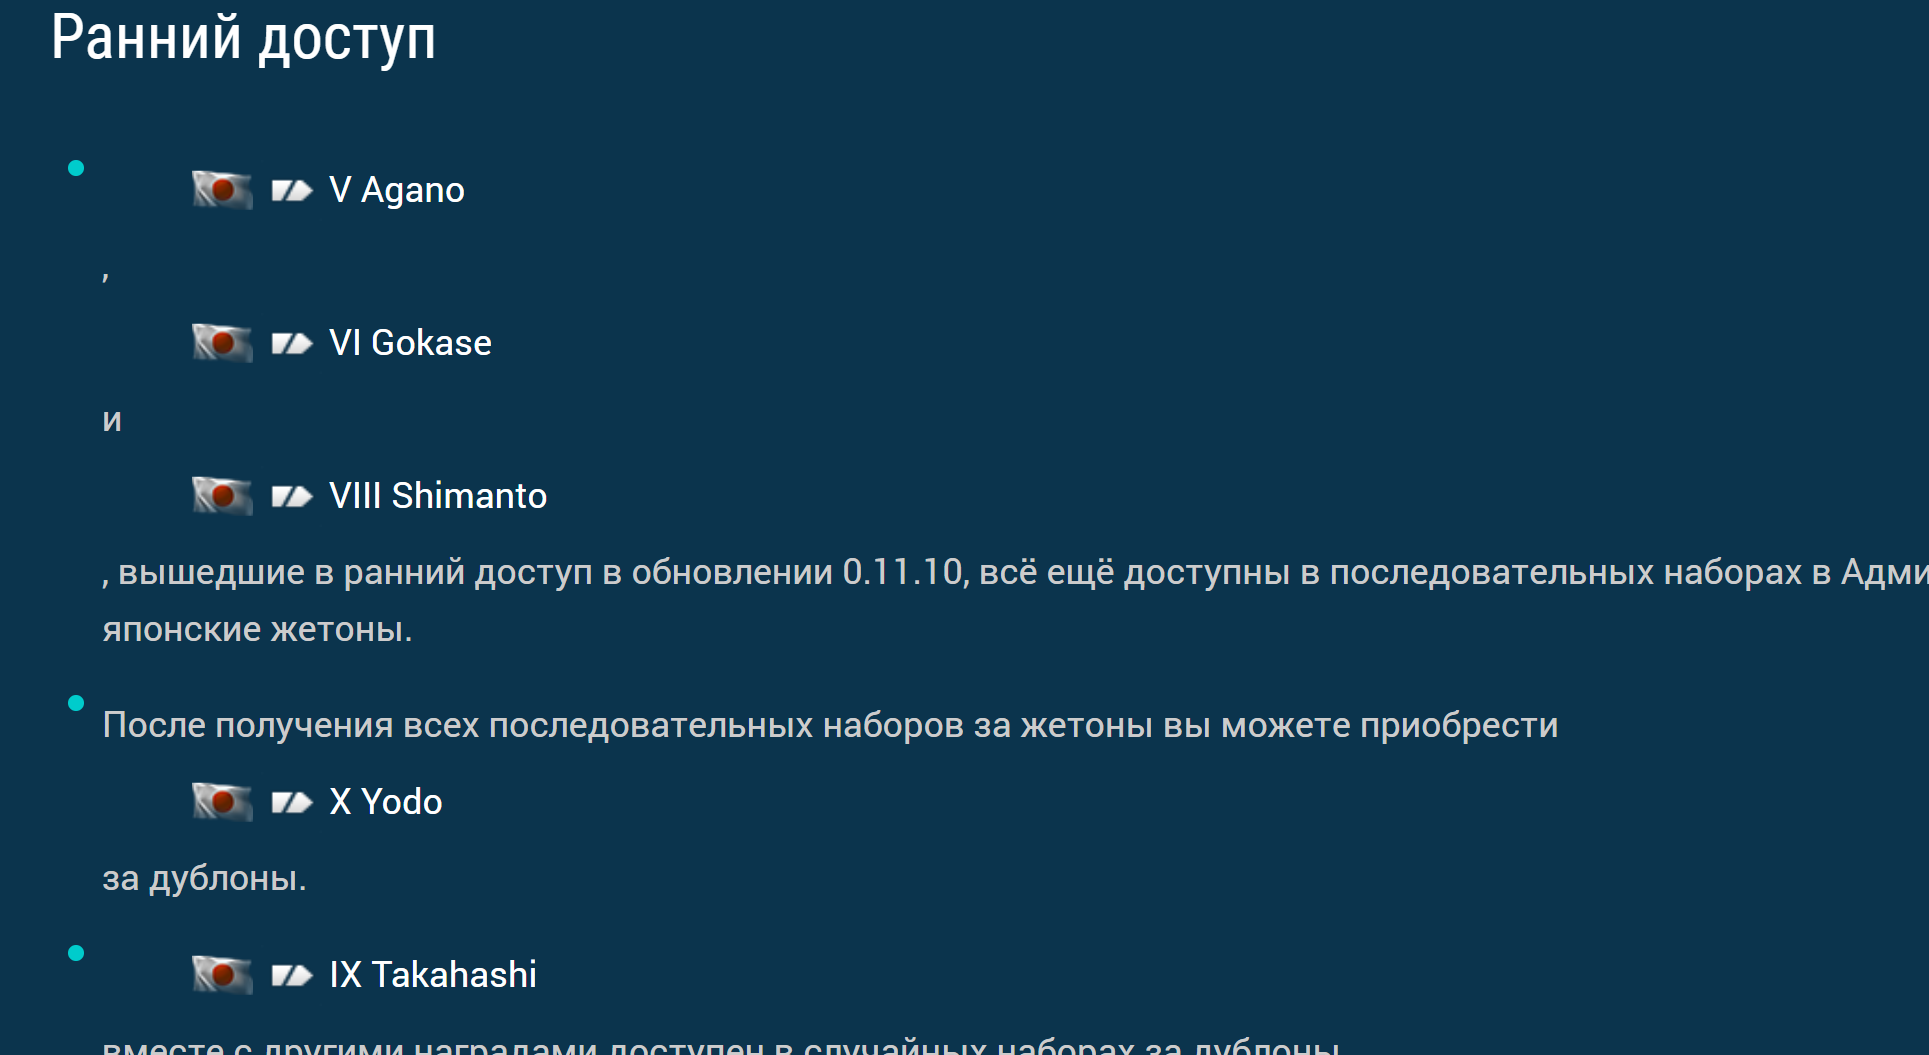 Ранний доступ
V Agano
,
VI Gokase
и
VIII Shimanto
, вышедшие в ранний доступ в обновлении 0.11.10, всё ещё доступны в последовательных наборах в
японские жетоны.
После получения всех последовательных наборов за жетоны вы можете приобрести
X Yodo
за дублоны.
IX Takahashi
вместе с другими наградами доступен в случайных наборах за дублоны